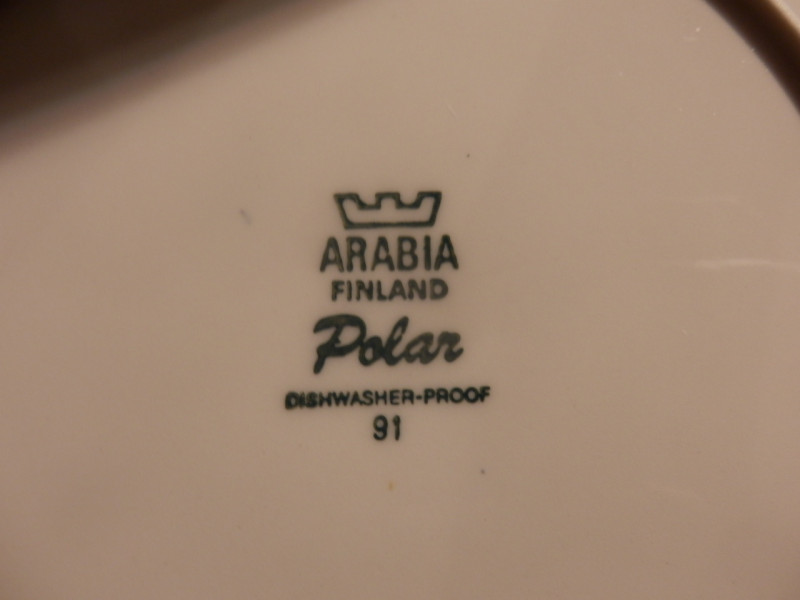 ARABIA
FINLAND
Polar
DISHWASHER-PROOF
91